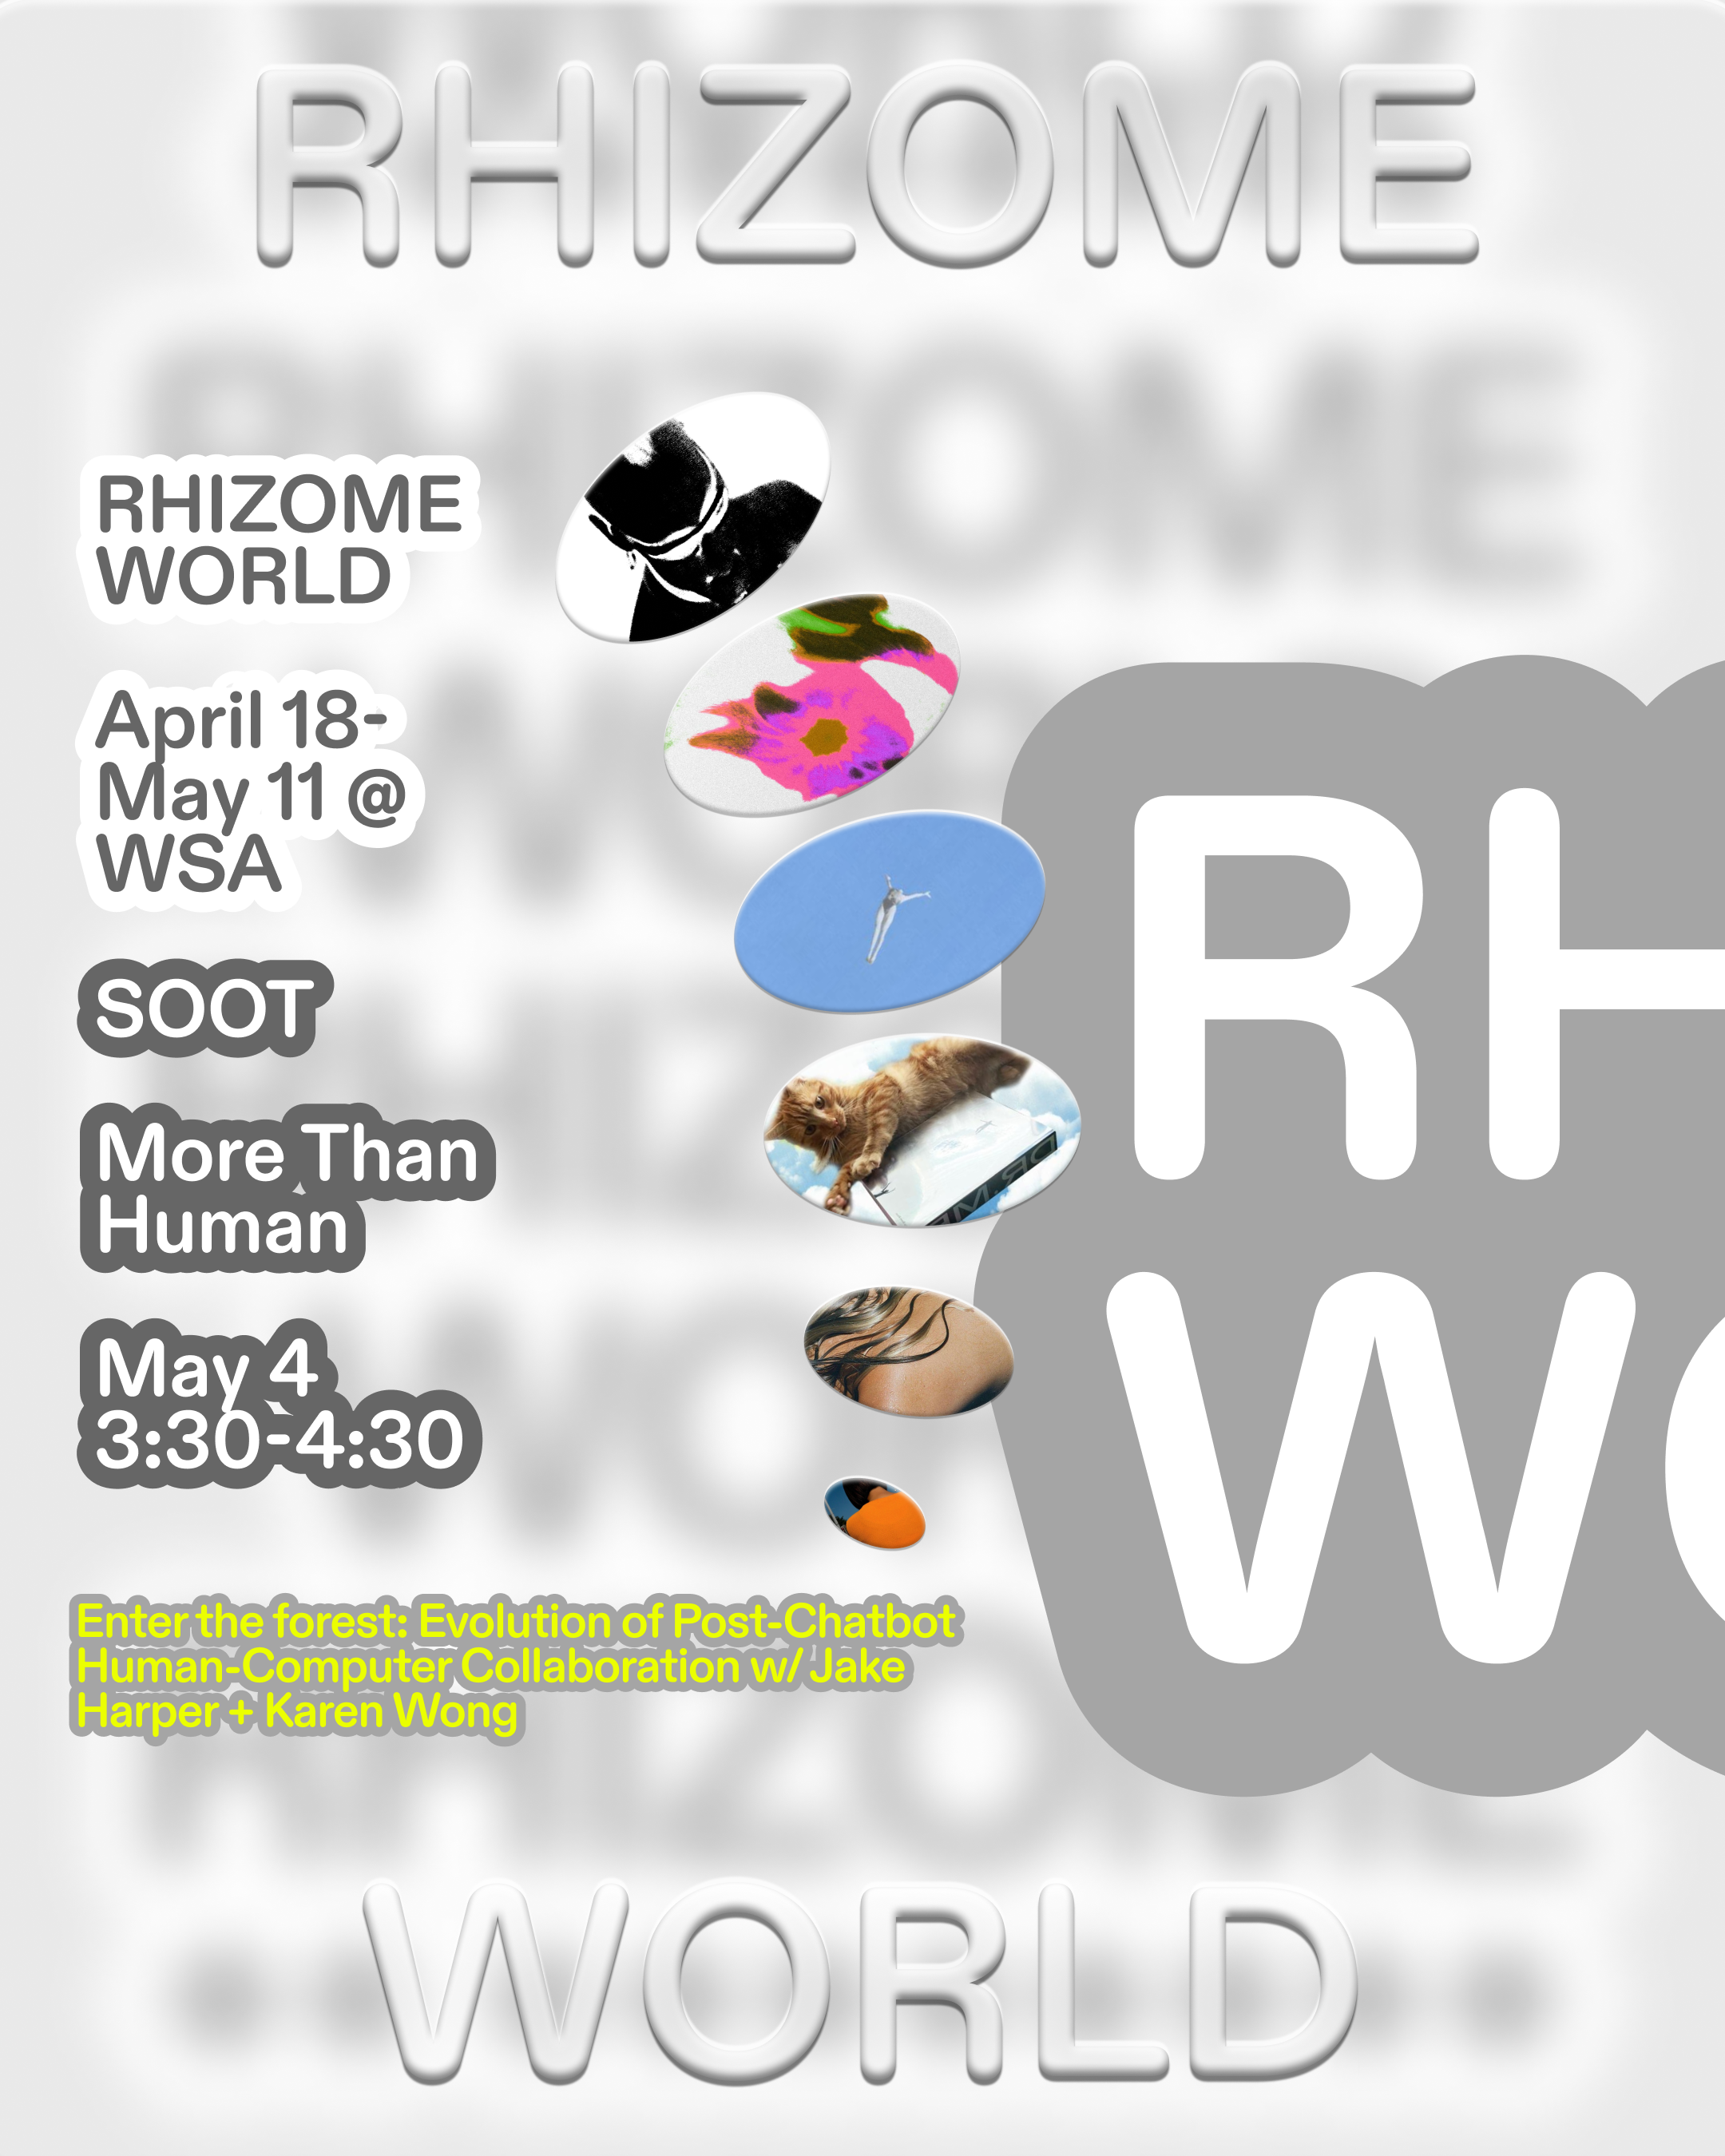 RHIZOME
RHIZOME
WORLD
April 18-
May 11 @
WSA
SOOT
More Than
Human
May 4
3:30-4:30
Enter the forest: Evolution of Post-Chatbot
Human-Computer Collaboration w/ Jake
Harper + Karen Wong
RH
WO
WORLD